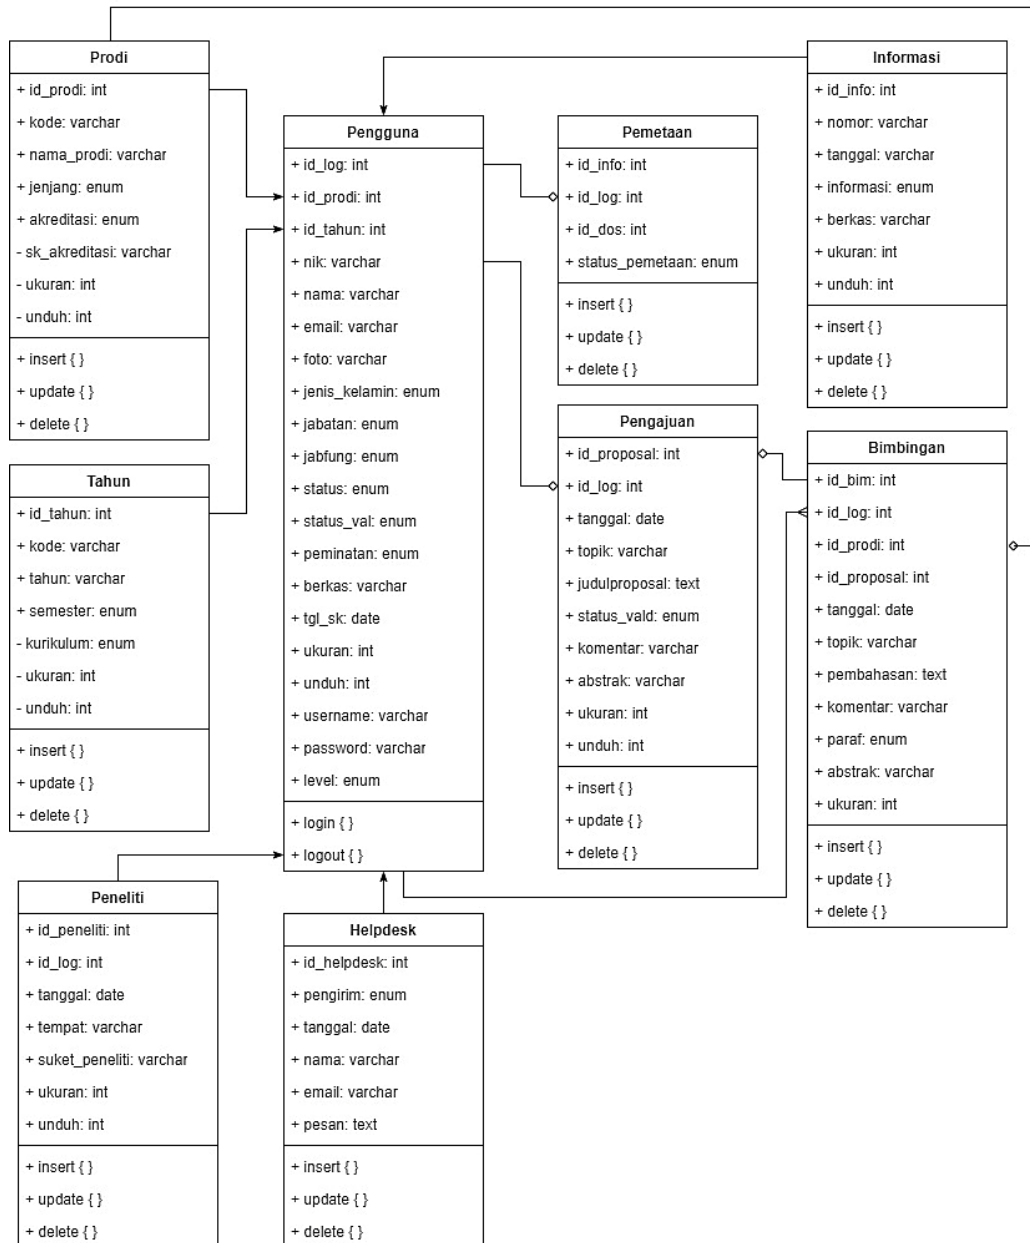 Prodi
+ id_prodi: int
+ kode: varchar
+ nama_prodi: varchar
+ jenjang: enum
+ akreditasi: enum
- sk_akreditasi: varchar
- ukuran: int
- unduh: int
+ insert { }
+ update { }
+ delete { }
Tahun
+ id_tahun: int
+ kode: varchar
+ tahun: varchar
+ semester: enum
- kurikulum: enum
- ukuran: int
- unduh: int
+ insert { }
+ update { }
+ delete { }
Peneliti
+ id_peneliti: int
+ id_log: int
+ tanggal: date
+ tempat: varchar
+ suket_peneliti: varchar
+ ukuran: int
+ unduh: int
+ insert { }
+ update { }
+ delete { }
Pengguna
+ id_log: int
+ id_prodi: int
+ id_tahun: int
+ nik: varchar
+ nama: varchar
+ email: varchar
+ foto: varchar
+ jenis_kelamin: enum
+ jabatan: enum
+ jabfung: enum
+ status: enum
+ status_val: enum
+ peminatan: enum
+ berkas: varchar
+ tgl_sk: date
+ ukuran: int
+ unduh: int
+ username: varchar
+ password: varchar
+ level: enum
+ login { }
+ logout { }
Helpdesk
+ id_helpdesk: int
+ pengirim: enum
+ tanggal: date
+ nama: varchar
+ email: varchar
+ pesan: text
+ insert { }
+ update { }
+ delete { }
Pemetaan
+ id_info: int
+ id_log: int
+ id_dos: int
+ status_pemetaan: enum
+ insert { }
+ update { }
+ delete { }
Pengajuan
+ id_proposal: int
+ id_log: int
+ tanggal: date
+ topik: varchar
+ judulproposal: text
+ status_vald: enum
+ komentar: varchar
+ abstrak: varchar
+ ukuran: int
+ unduh: int
+ insert { }
+ update { }
+ delete { }
Informasi
+ id_info: int
+ nomor: varchar
+ tanggal: varchar
+ informasi: enum
+ berkas: varchar
+ ukuran: int
+ unduh: int
+ insert { }
+ update { }
+ delete { }
Bimbingan
+ id_bim: int
+ id_log: int
+ id_prodi: int
+ id_proposal: int
+ tanggal: date
+ topik: varchar
+ pembahasan: text
+ komentar: varchar
+ paraf: enum
+ abstrak: varchar
+ ukuran: int
+ insert { }
+ update { }
+ delete { }